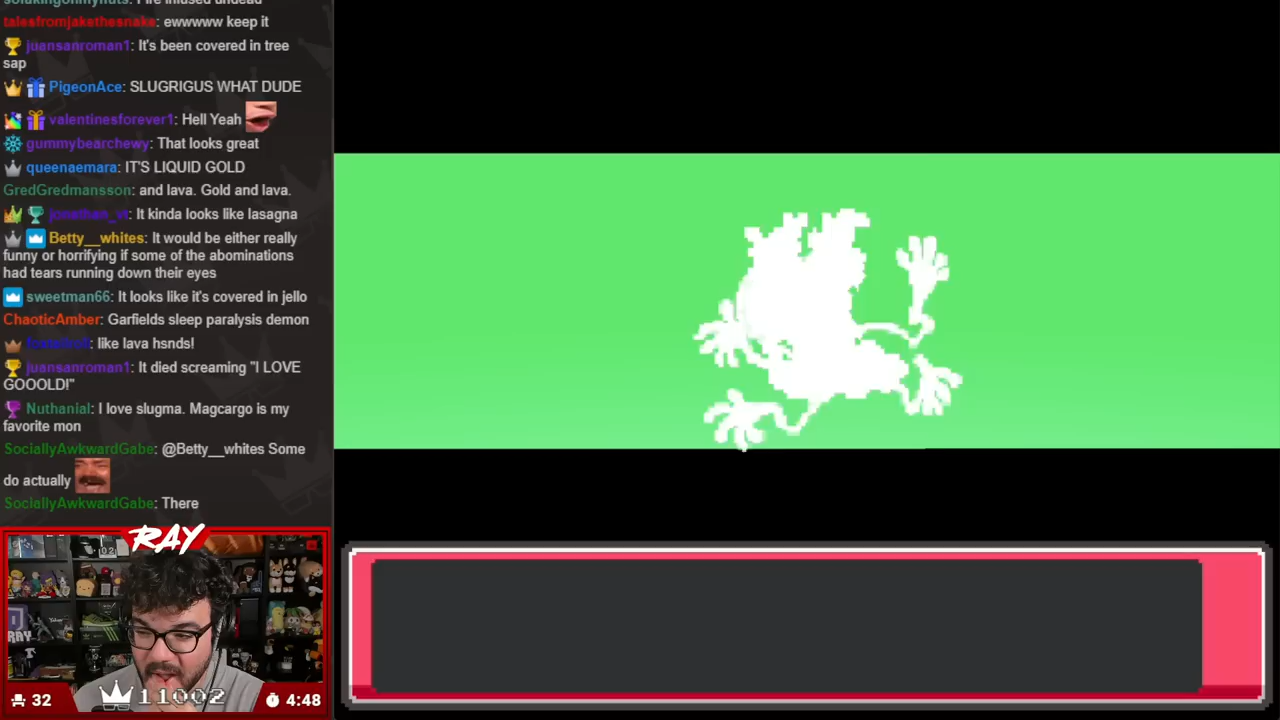 talesfromjakethesnake: ewwwww keep it
juansanroman1: It's been covered in tree
sap
PigeonAce: SLUGRIGUS WHAT DUDE
valentinesforever1: Hell Yeah
gummybearchewy: That looks great
queenaemara: IT'S LIQUID GOLD
GredGredmansson: and lava. Gold and lava.
It kinda looks like lasagna
Betty__whites: It would be either really
funny or horrifying if some of the abominations
had tears running down their eyes
sweetman66: It looks like it's covered in jello
ChaoticAmber: Garfields sleep paralysis demon
like lava hsnds!
juansanroman1: It died screaming "I LOVE
GOOOLD!"
Nuthanial: I love slugma. Magcargo is my
favorite mon
SociallyAwkwardGabe: @Betty__whites Some
do actually
SociallyAwkwardGabe: There
RAY
RAY
32
11002
4:48